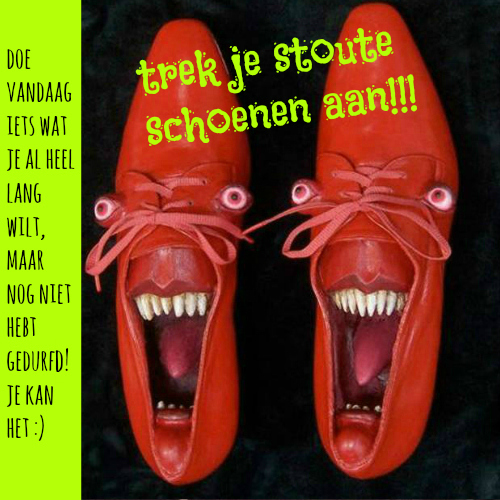 DOE
VANDAAG
IETS WAT
JE AL HEEL
LANG
WILT,
MAAR
NOG NIET
HEBT
GEDURFD!
JE KAN
HET :)
trek je stoute
schoenen aan!!!